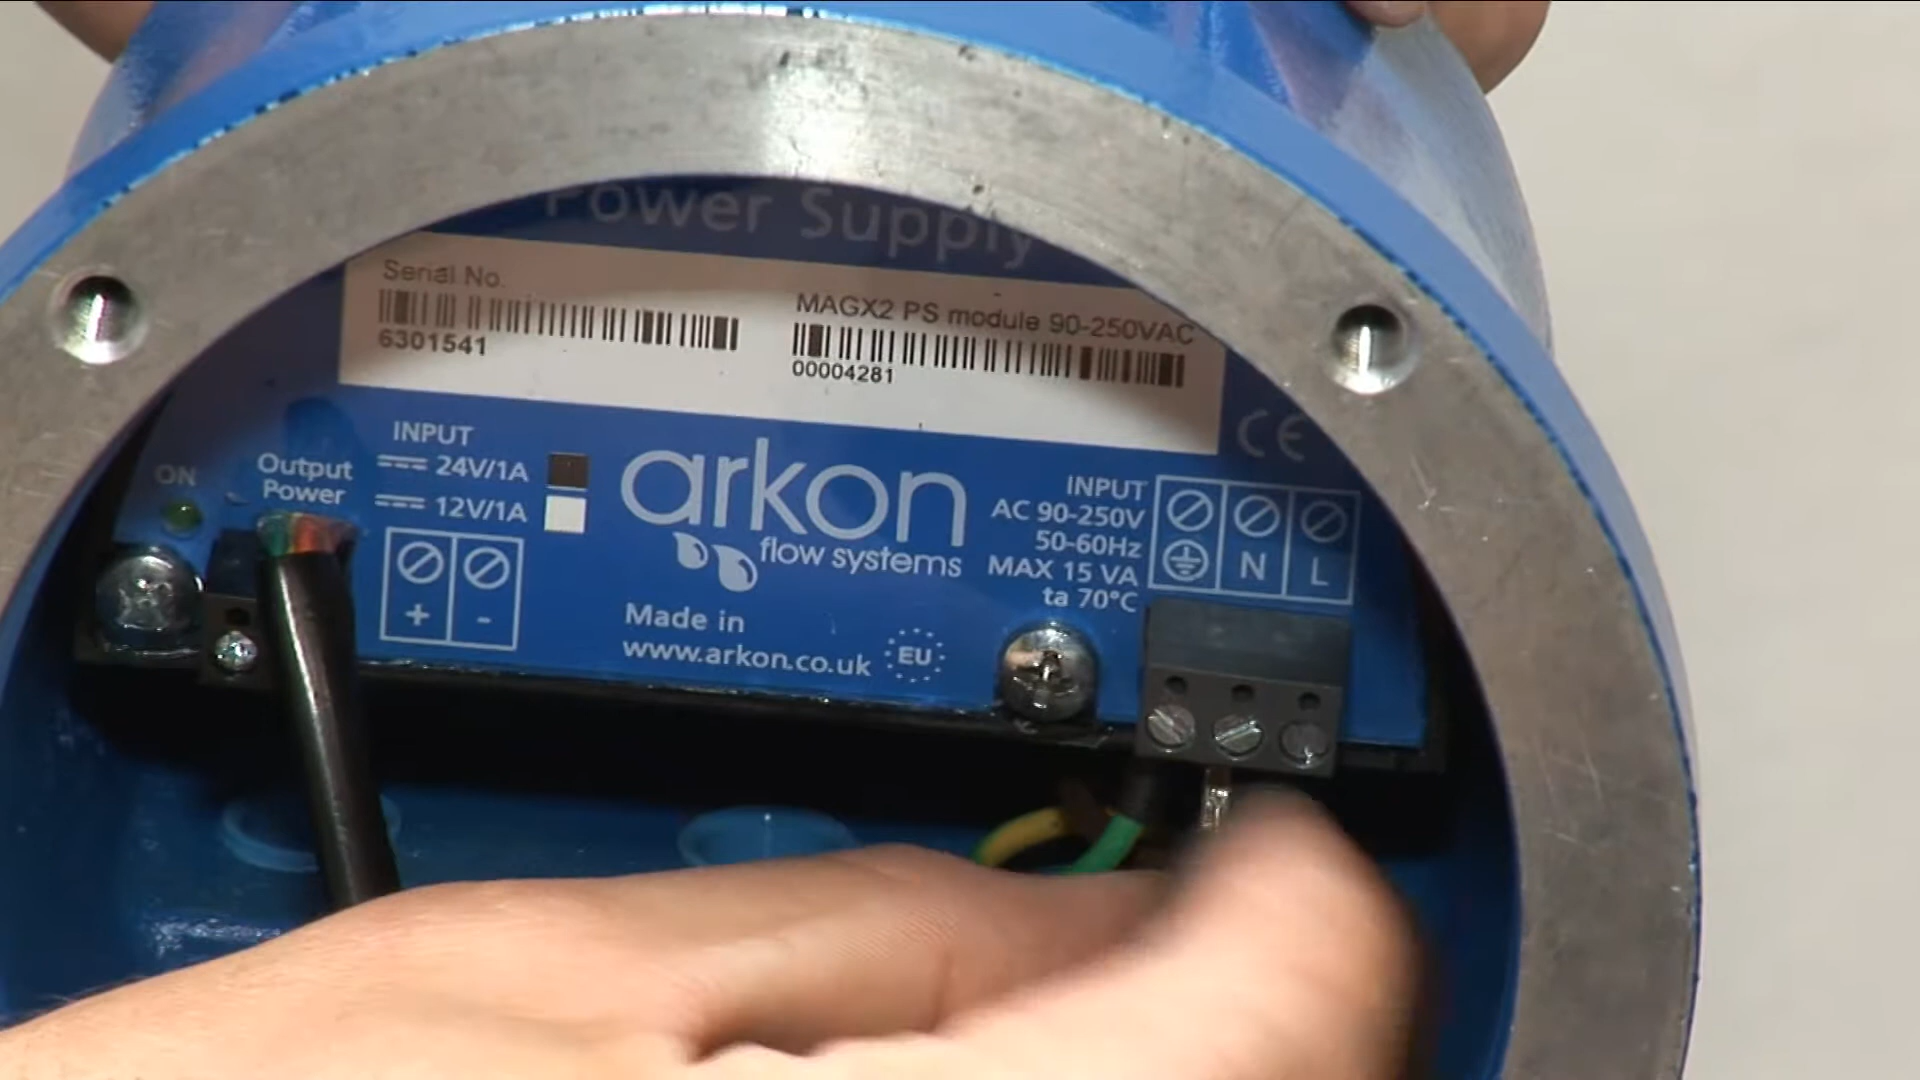 Power Supply
Serial No.
6301541
MAGX2 PS module 90-250VAC
00004281
CE
ON
Output
Power
INPUT
24V/1A
12V/1A
+ -
arkon
flow systems
Made in
www.arkon.co.uk
EU
INPUT
AC 90-250V
50-60Hz
MAX 15 VA
ta 70°C
N L